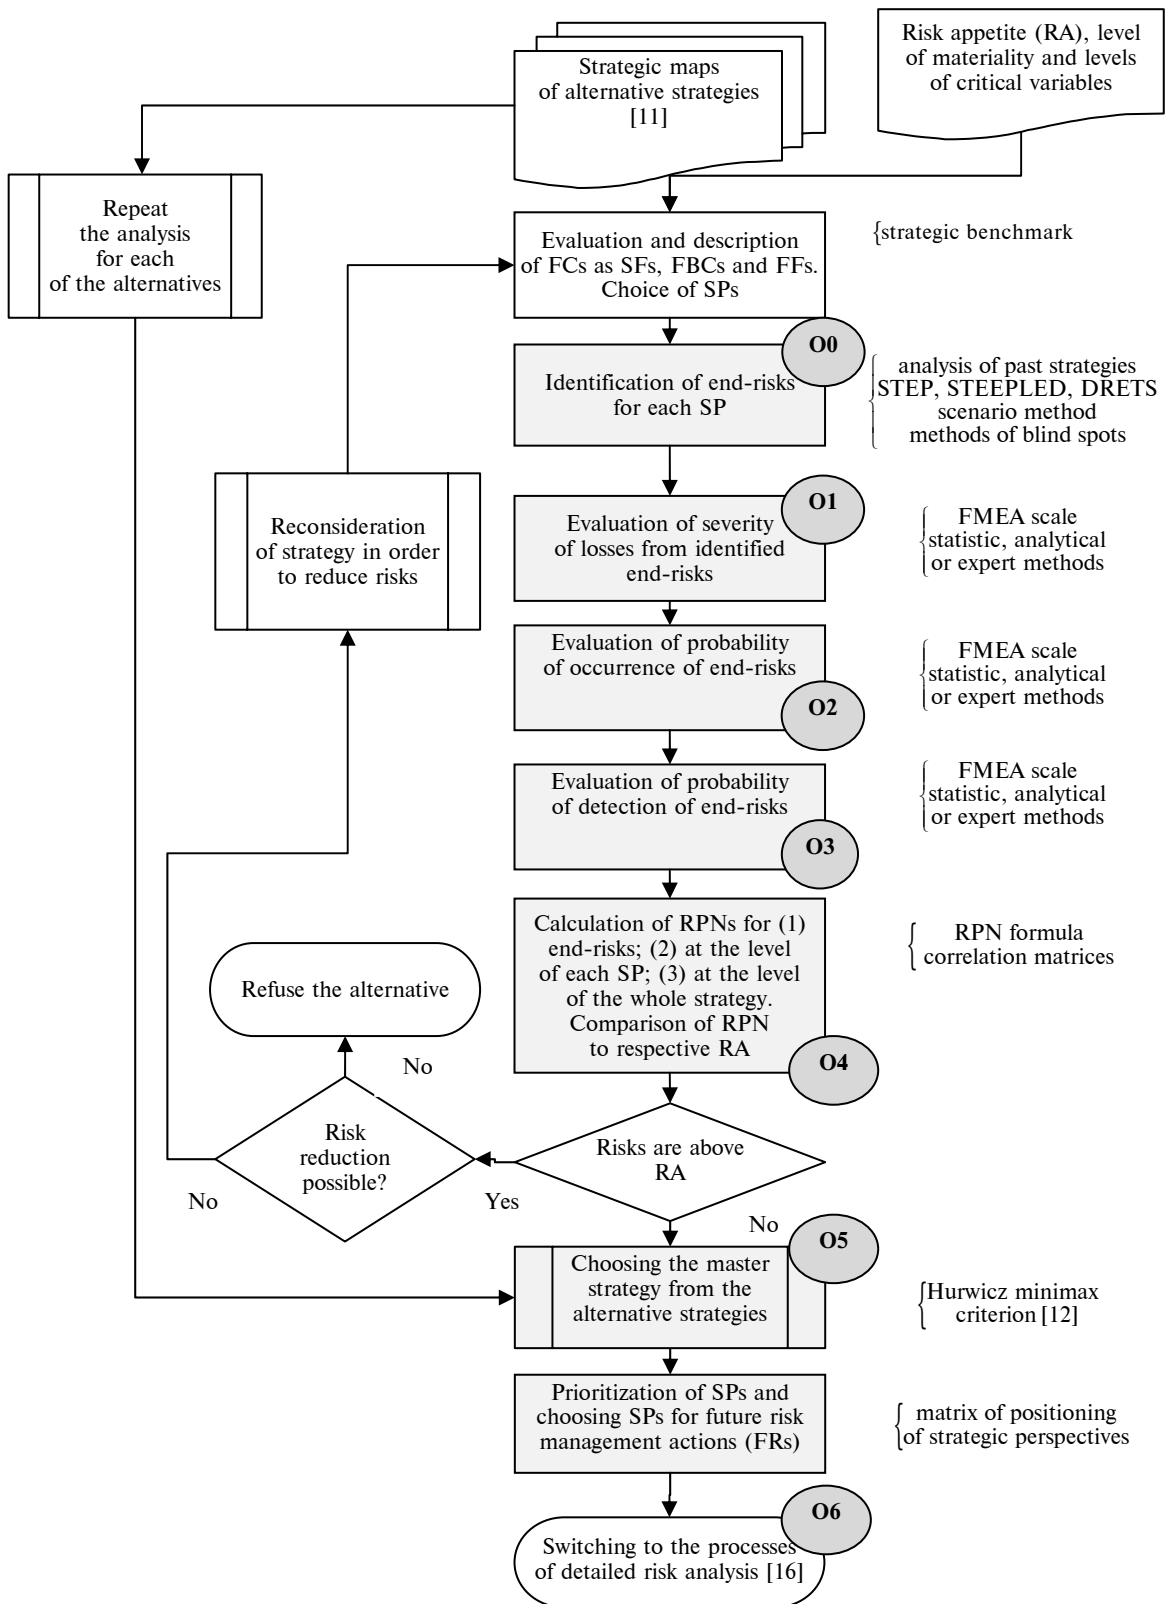 Risk appetite (RA), level
of materiality and levels
of critical variables
Strategic maps
of alternative strategies
[11]
Repeat
the analysis
for each
of the alternatives
Evaluation and description
of FCs as SFs, FBCs and FFs.
Choice of SPs
strategic benchmark
O0
Identification of end-risks
for each SP
analysis of past strategies
STEP, STEEPLED, DRETS
scenario method
methods of blind spots
Reconsideration
of strategy in order
to reduce risks
O1
Evaluation of severity
of losses from identified
end-risks
FMEA scale
statistic, analytical
or expert methods
Evaluation of probability
of occurrence of end-risks
O2
FMEA scale
statistic, analytical
or expert methods
Evaluation of probability
of detection of end-risks
O3
FMEA scale
statistic, analytical
or expert methods
Calculation of RPNs for (1)
end-risks; (2) at the level
of each SP; (3) at the level
of the whole strategy.
Comparison of RPN
to respective RA
O4
RPN formula
correlation matrices
Refuse the alternative
No
Risk
reduction
possible?
No
Yes
Risks are above
RA
No
O5
Choosing the master
strategy from the
alternative strategies
Hurwicz minimax
criterion [12]
Prioritization of SPs and
choosing SPs for future risk
management actions (FRs)
matrix of positioning
of strategic perspectives
O6
Switching to the processes
of detailed risk analysis [16]